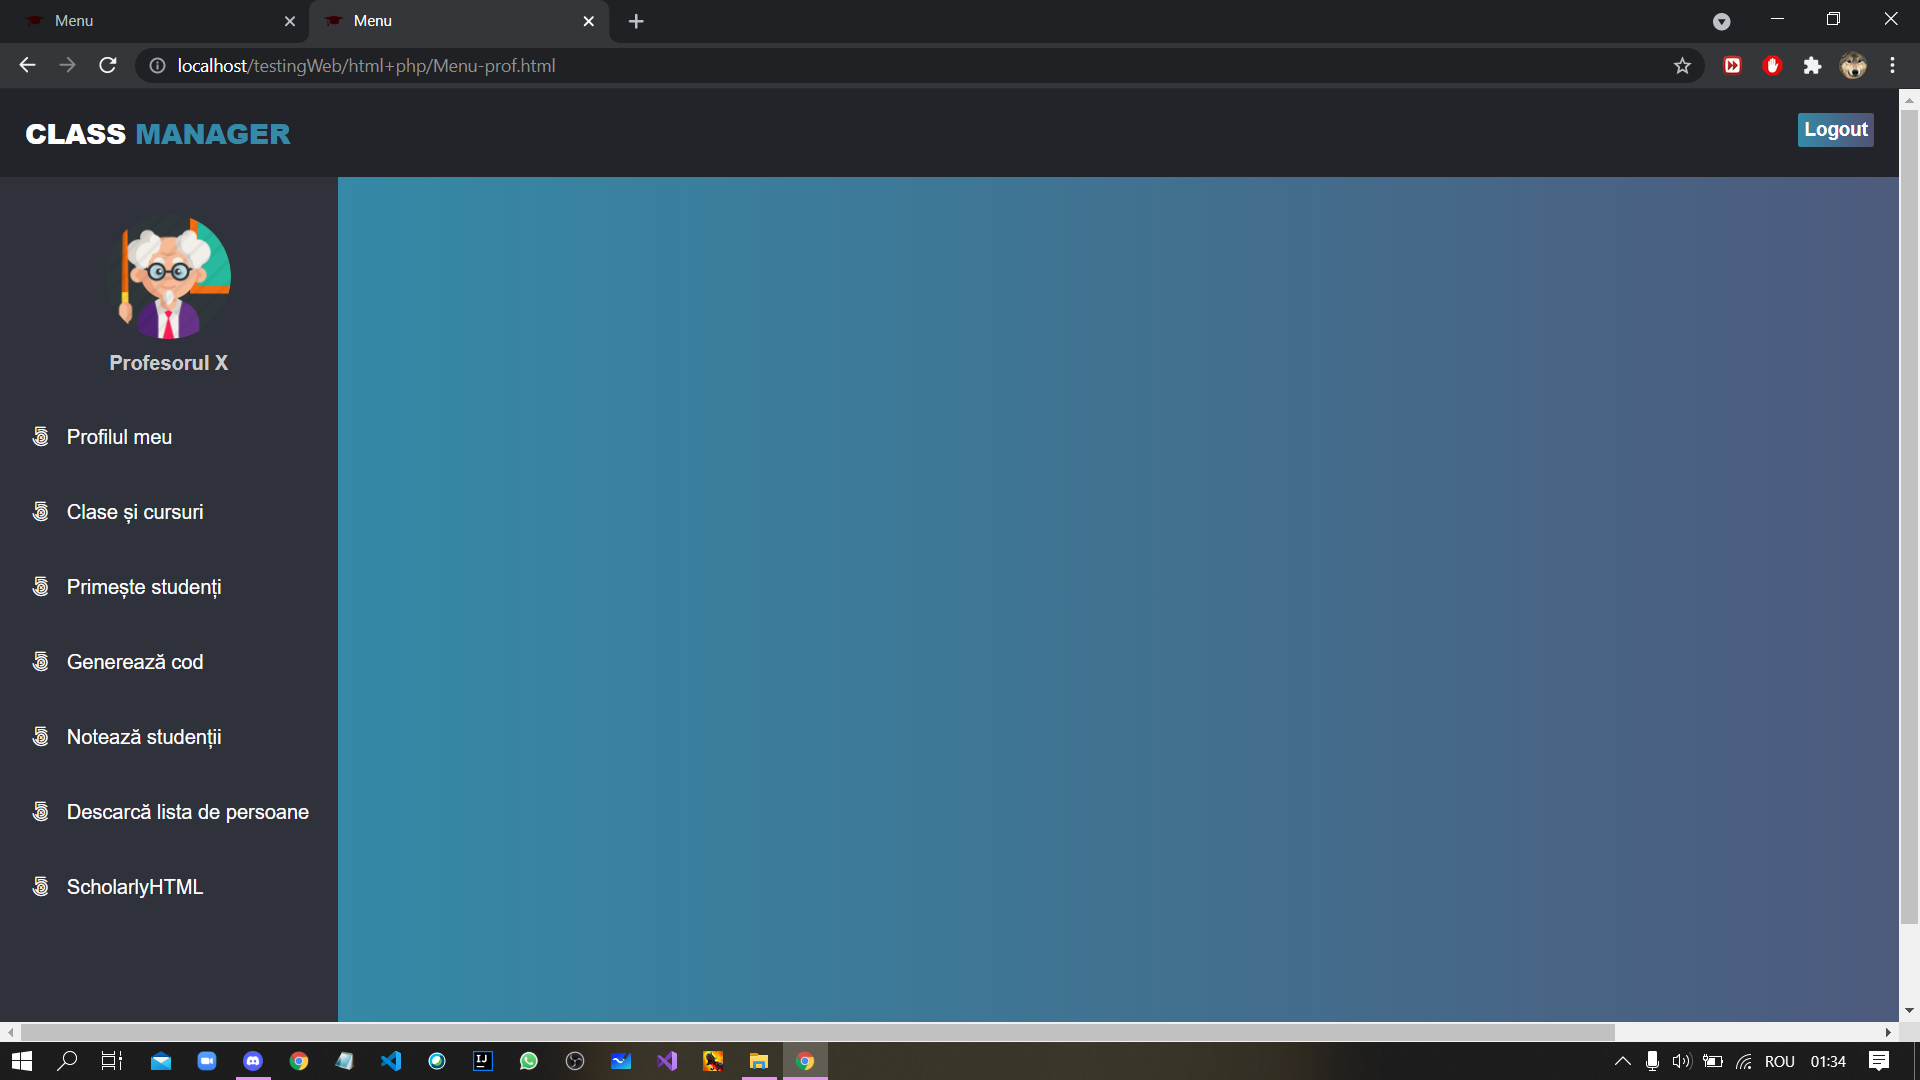 Menu
Menu
localhost/testingWeb/html+php/Menu-prof.html
CLASS MANAGER
Logout
Profesorul X
Profilul meu
Clase și cursuri
Primește studenți
Generează cod
Notează studenții
Descarcă lista de persoane
ScholarlyHTML
ROU
01:34